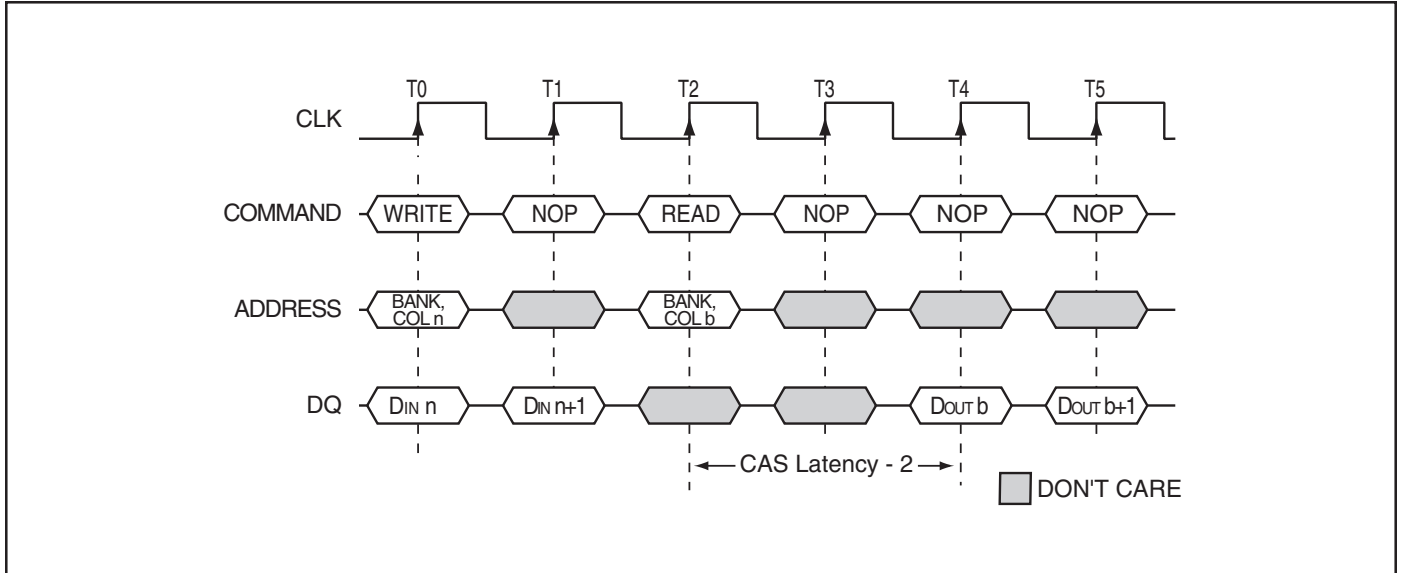 T0 T1 T2 T3 T4 T5
CLK
COMMAND WRITE NOP READ NOP NOP NOP
ADDRESS BANK, COL n BANK, COL b
DQ DIN n DIN n+1 DOUT b DOUT b+1
CAS Latency - 2
DON'T CARE